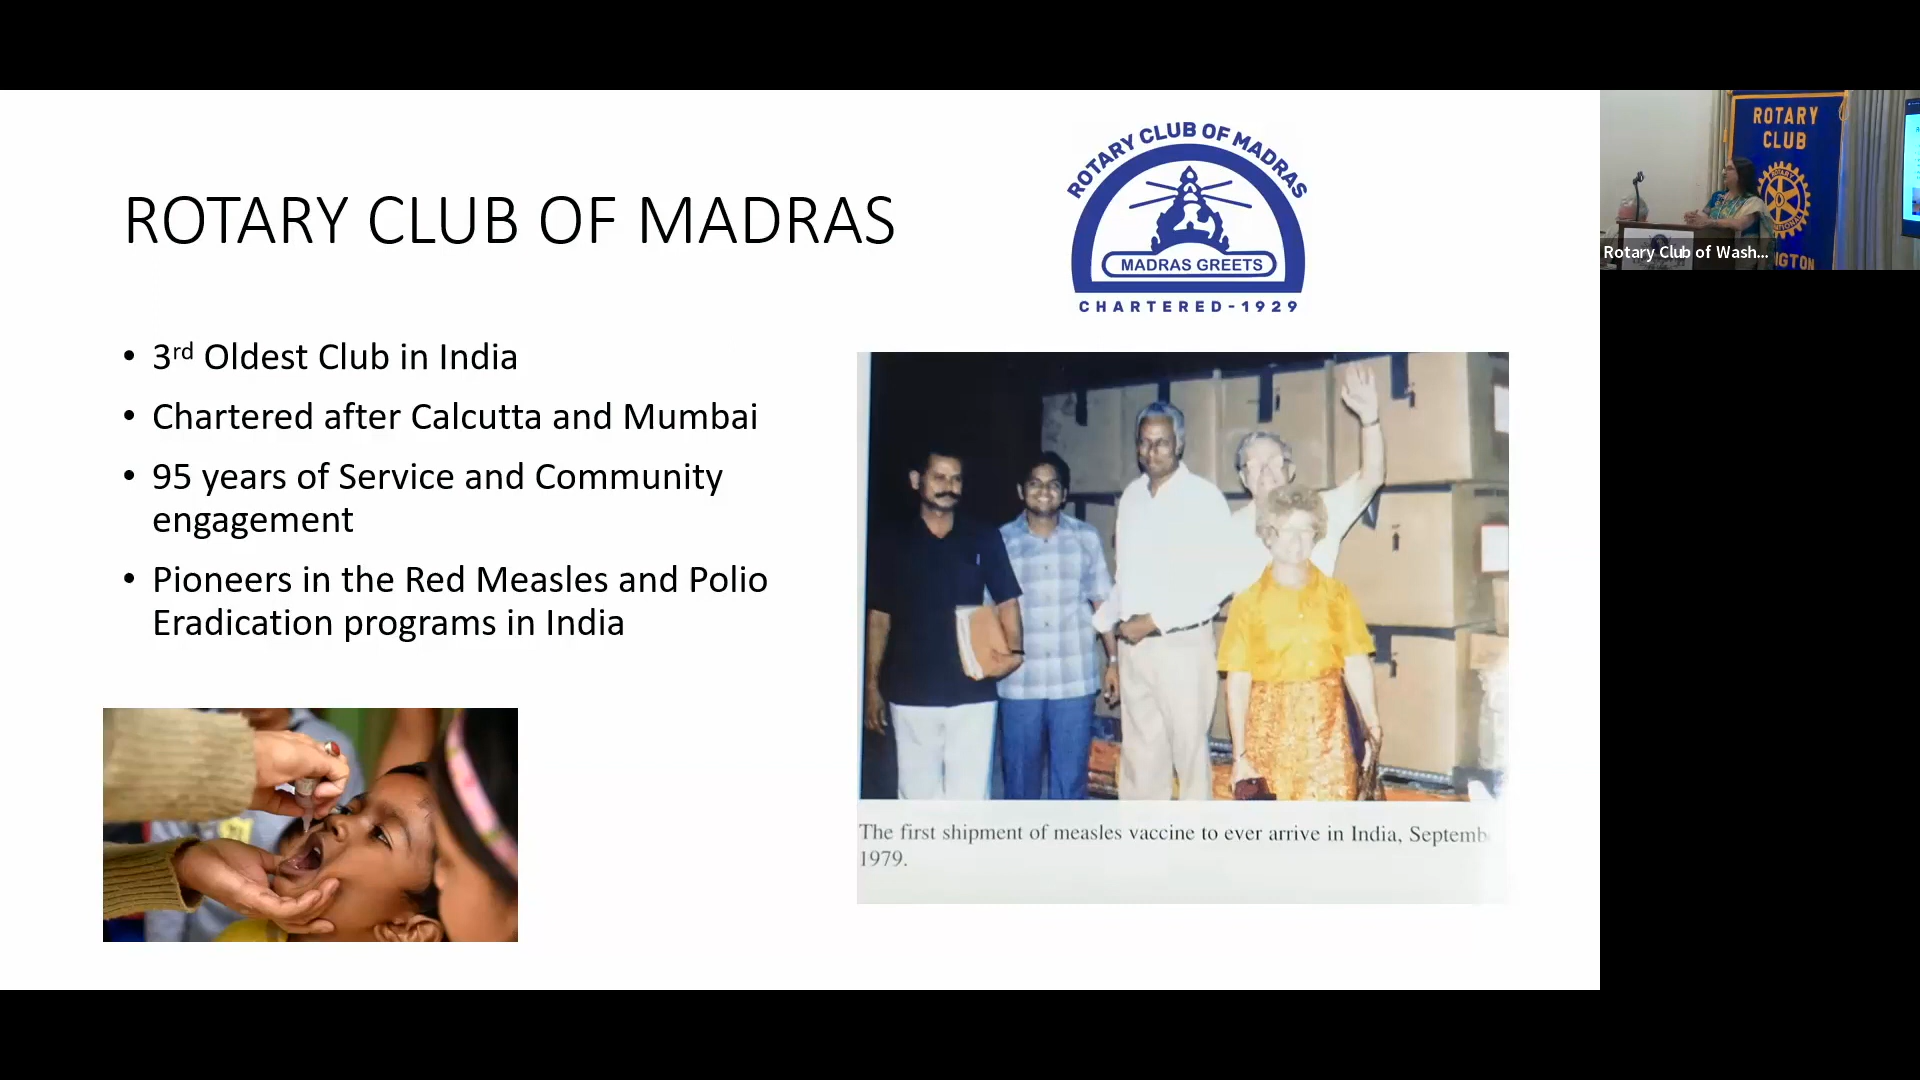 ROTARY CLUB OF MADRAS
ROTARY CLUB OF MADRAS
MADRAS GREETS
CHARTERED-1929
• 3rd Oldest Club in India
• Chartered after Calcutta and Mumbai
• 95 years of Service and Community
engagement
• Pioneers in the Red Measles and Polio
Eradication programs in India
The first shipment of measles vaccine to ever arrive in India, Septemb
1979.
ROTARY
CLUB
ROTARY
Rotary Club of Wash...
NGTON